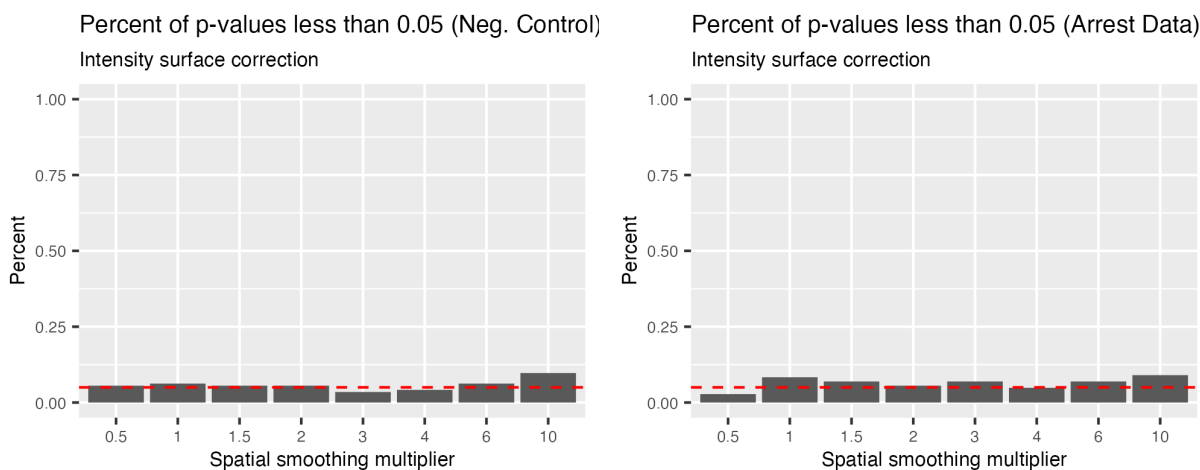 Percent of p-values less than 0.05 (Neg. Control)
Intensity surface correction
Percent
1.00
0.75
0.50
0.25
0.00
0.5 1 1.5 2 3 4 6 10
Spatial smoothing multiplier
Percent of p-values less than 0.05 (Arrest Data)
Intensity surface correction
Percent
1.00
0.75
0.50
0.25
0.00
0.5 1 1.5 2 3 4 6 10
Spatial smoothing multiplier